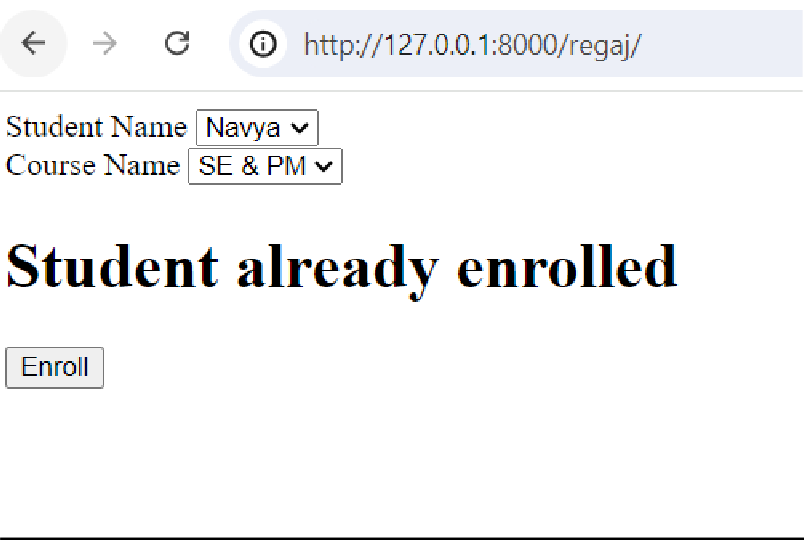 http://127.0.0.1:8000/regaj/
Student Name Navya
Course Name SE & PM
Student already enrolled
Enroll